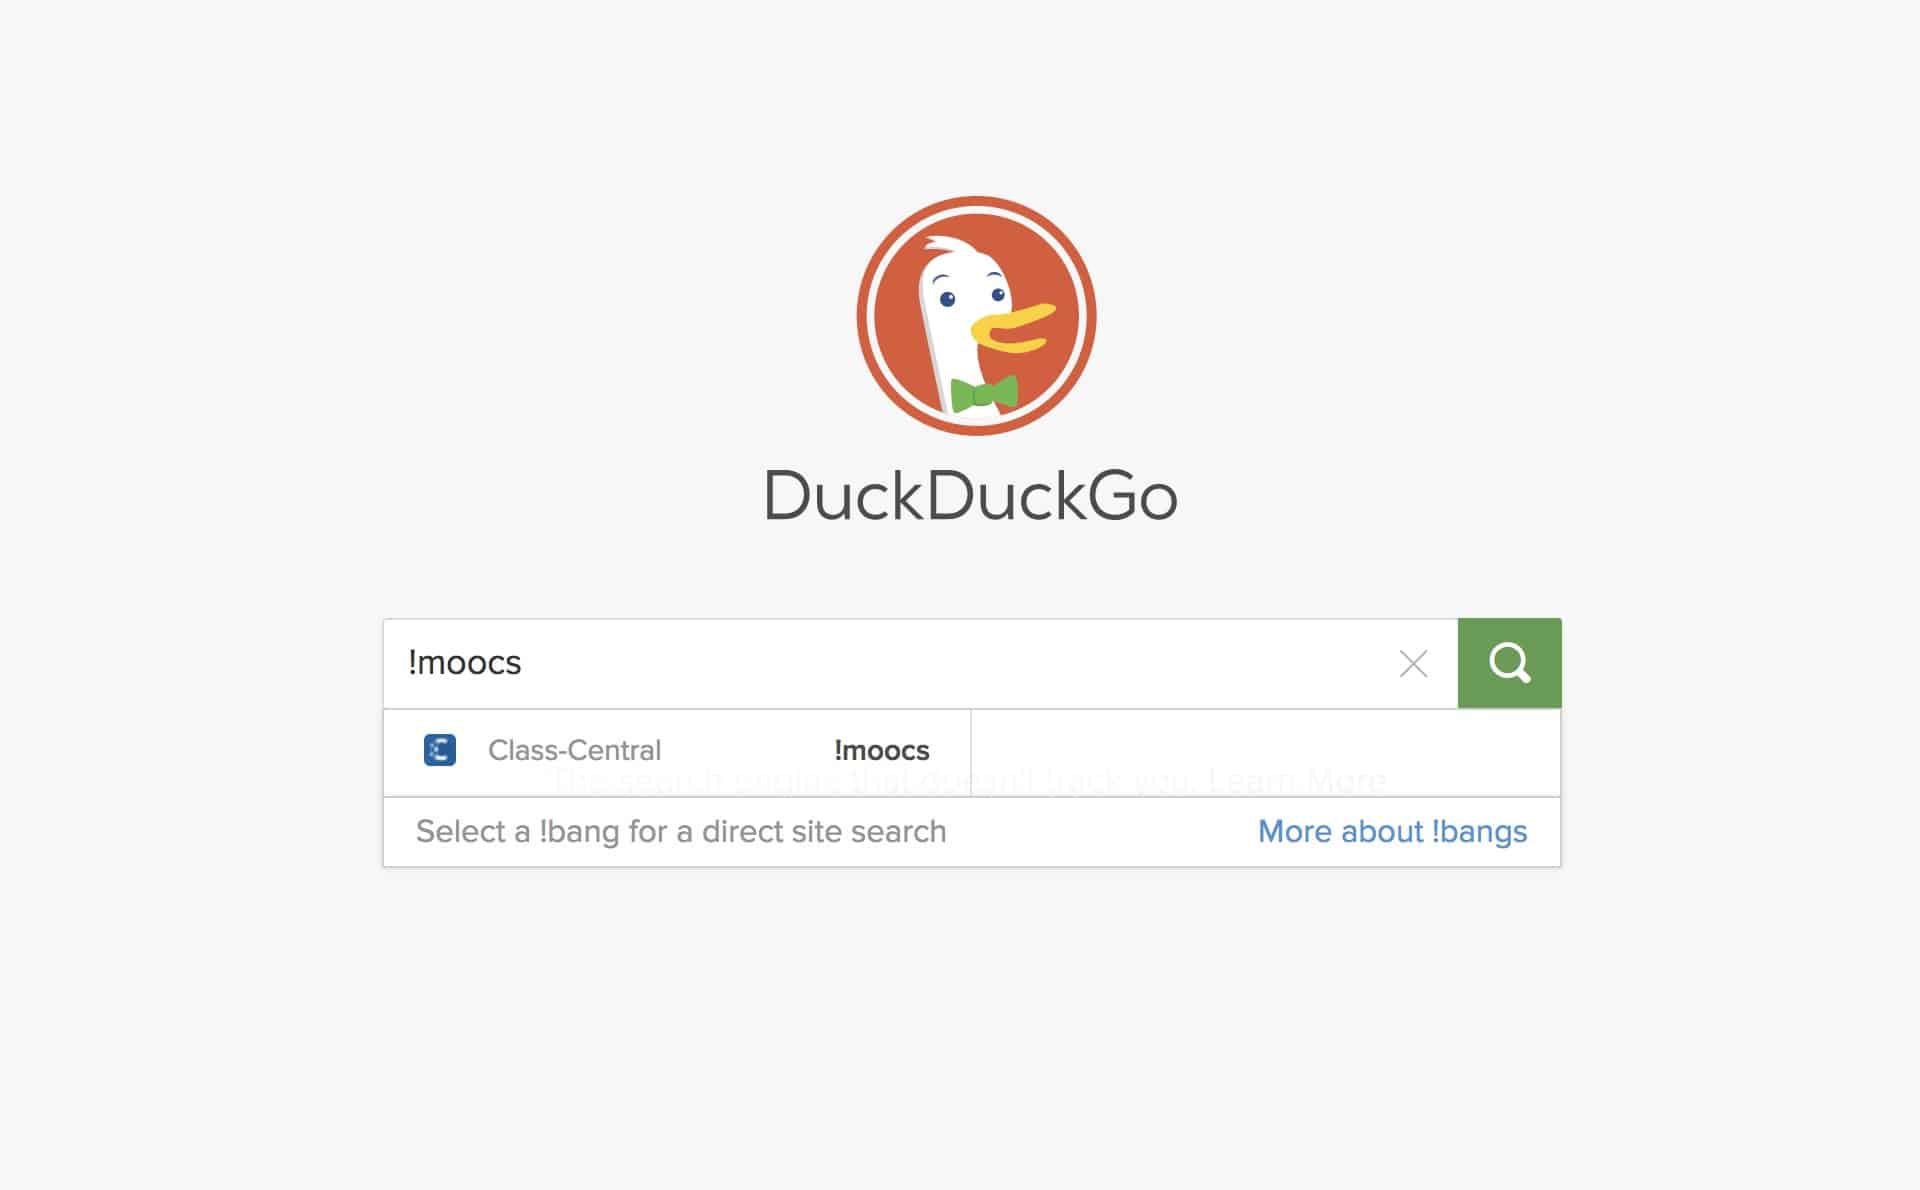 DuckDuckGo
!moocs
Class-Central !moocs
The search engine that doesn't track you. Learn More.
Select a !bang for a direct site search More about !bangs